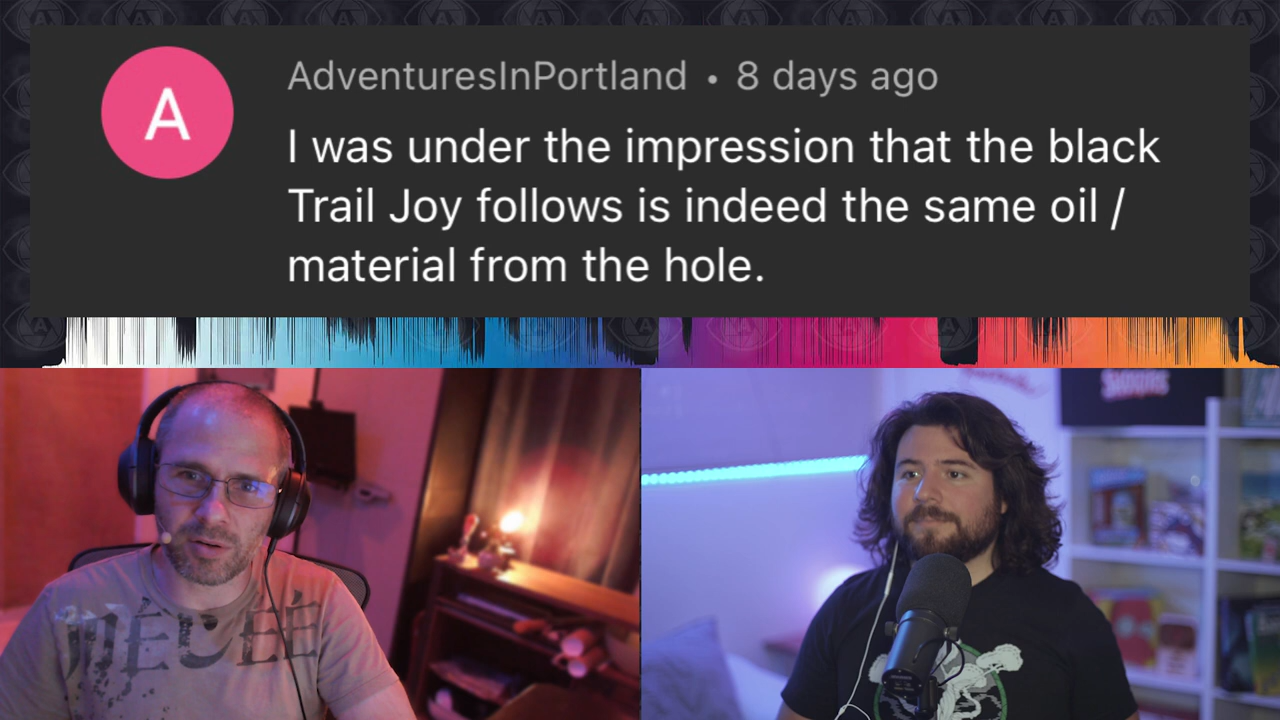 A
AdventuresInPortland • 8 days ago
I was under the impression that the black
Trail Joy follows is indeed the same oil /
material from the hole.